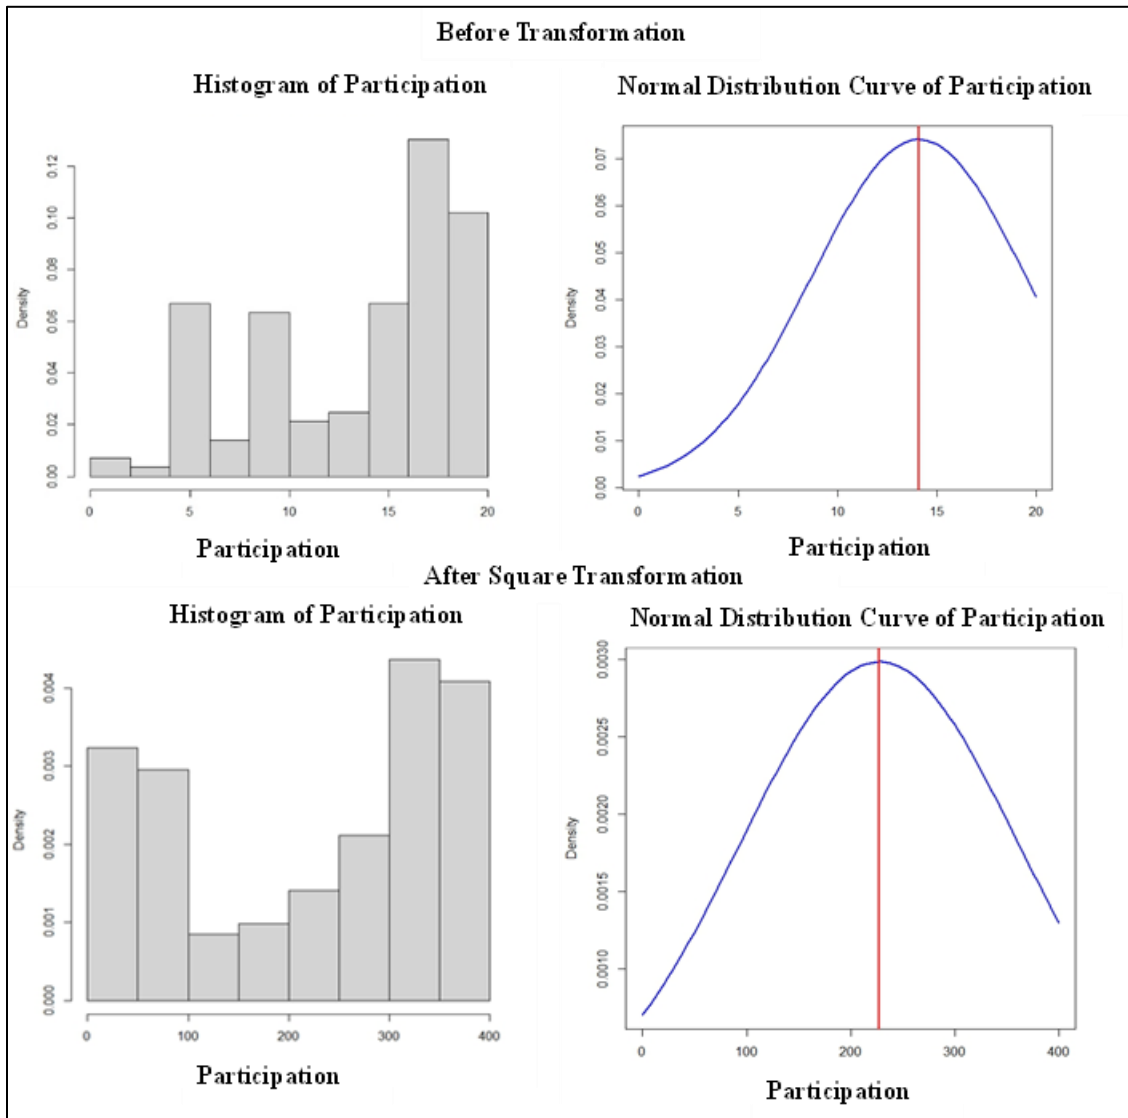 Before Transformation
Histogram of Participation
Normal Distribution Curve of Participation
Density
0.00 0.02 0.04 0.06 0.08 0.10 0.12
0 5 10 15 20
Participation
Density
0.00 0.01 0.02 0.03 0.04 0.05 0.06 0.07
0 5 10 15 20
Participation
After Square Transformation
Histogram of Participation
Normal Distribution Curve of Participation
Density
0.000 0.001 0.002 0.003 0.004
0 100 200 300 400
Participation
Density
0.0010 0.0015 0.0020 0.0025 0.0030
0 100 200 300 400
Participation